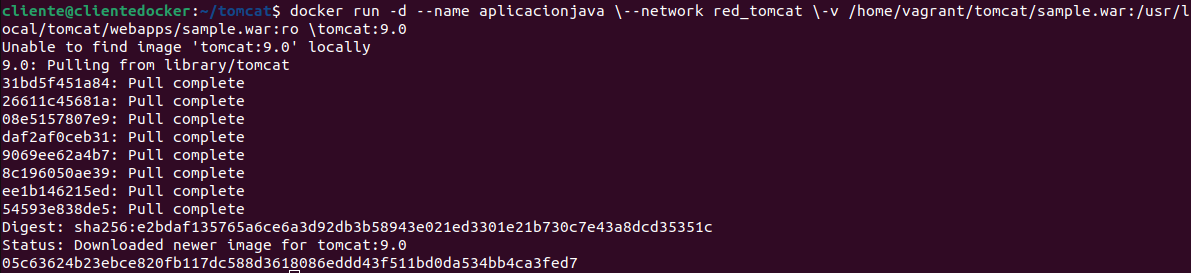 cliente@clientedocker:~/tomcat$ docker run -d --name aplicacionjava \--network red_tomcat \-v /home/vagrant/tomcat/sample.war:/usr/l
ocal/tomcat/webapps/sample.war:ro \tomcat:9.0
Unable to find image 'tomcat:9.0' locally
9.0: Pulling from library/tomcat
31bd5f451a84: Pull complete
26611c45681a: Pull complete
08e5157807e9: Pull complete
daf2af0ceb31: Pull complete
9069ee62a4b7: Pull complete
8c196050ae39: Pull complete
ee1b146215ed: Pull complete
54593e838de5: Pull complete
Digest: sha256:e2bdaf135765a6ce6a3d92db3b58943e021ed3301e21b730c7e43a8dcd35351c
Status: Downloaded newer image for tomcat:9.0
05c63624b23ebce820fb117dc588d3618086eddd43f511bd0da534bb4ca3fed7